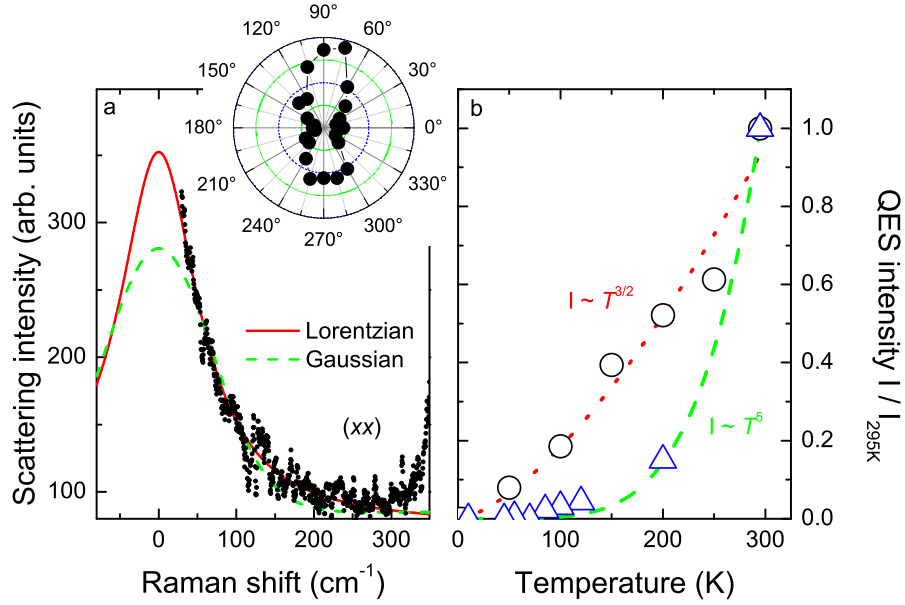 90°
120°
60°
150°
30°
180°
0°
210°
330°
240°
300°
270°
a
Scattering intensity (arb. units)
300
200
100
Lorentzian
Gaussian
(xx)
0
100
200
300
Raman shift (cm⁻¹)
b
I ~ T^{3/2}
I ~ T^5
1.0
0.8
0.6
0.4
0.2
0.0
QES intensity I / I_{295K}
0
100
200
300
Temperature (K)